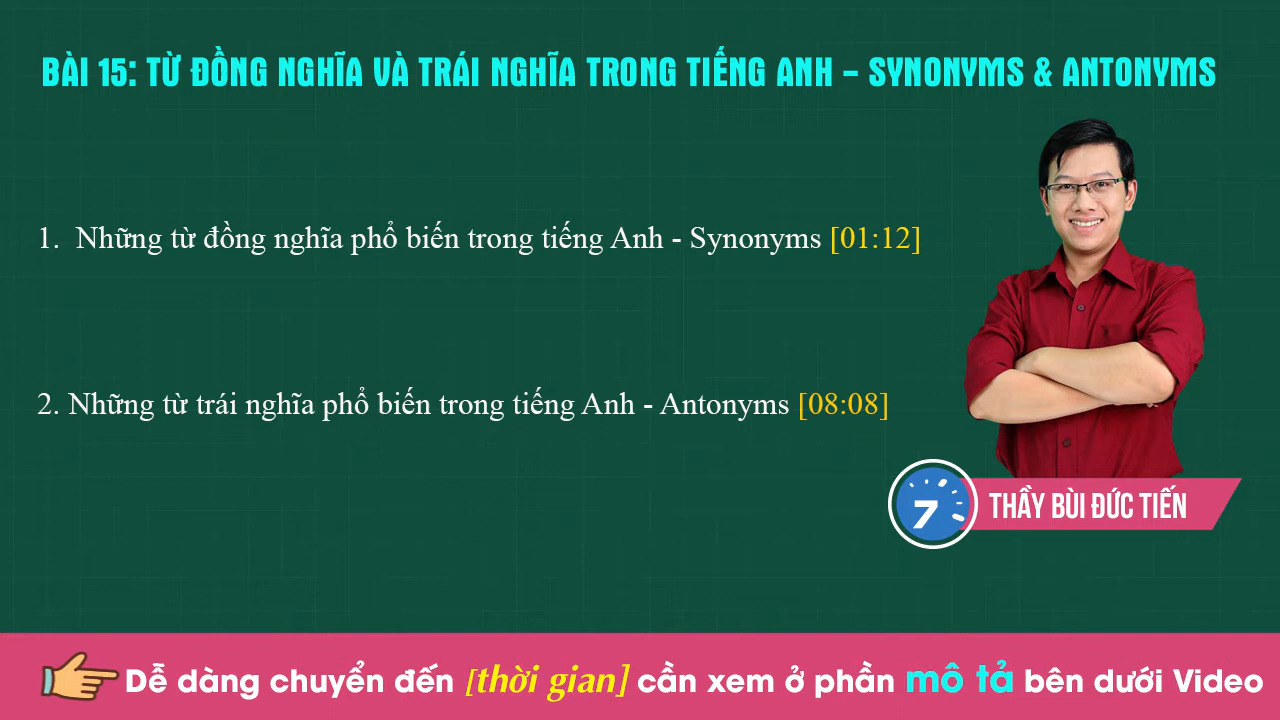 BÀI 15: TỪ ĐỒNG NGHĨA VÀ TRÁI NGHĨA TRONG TIẾNG ANH – SYNONYMS & ANTONYMS
1. Những từ đồng nghĩa phổ biến trong tiếng Anh - Synonyms [01:12]
2. Những từ trái nghĩa phổ biến trong tiếng Anh - Antonyms [08:08]
7
THẦY BÙI ĐỨC TIẾN
Dễ dàng chuyển đến [thời gian] cần xem ở phần mô tả bên dưới Video